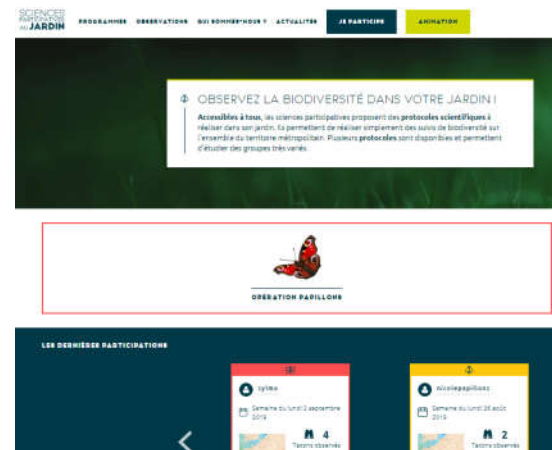 SCIENCES
PARTICIPATIVES
AU JARDIN
PROGRAMMES OBSERVATIONS QUI SOMMES-NOUS ? ACTUALITÉS JE PARTICIPE ANIMATION
OBSERVEZ LA BIODIVERSITÉ DANS VOTRE JARDIN !
Accessibles à tous, les sciences participatives proposent des protocoles scientifiques à
réaliser dans son jardin. Ils permettent de réaliser simplement des suivis de biodiversité sur
l'ensemble du territoire métropolitain. Plusieurs protocoles sont disponibles et permettent
d'étudier des groupes très variés.
OPÉRATION PAPILLONS
LES DERNIÈRES PARTICIPATIONS
sylma
Semaine du lundi 2 septembre
2019
4
Taxons observés
nicolepapillons
Semaine du lundi 26 août
2019
2
Taxons observés